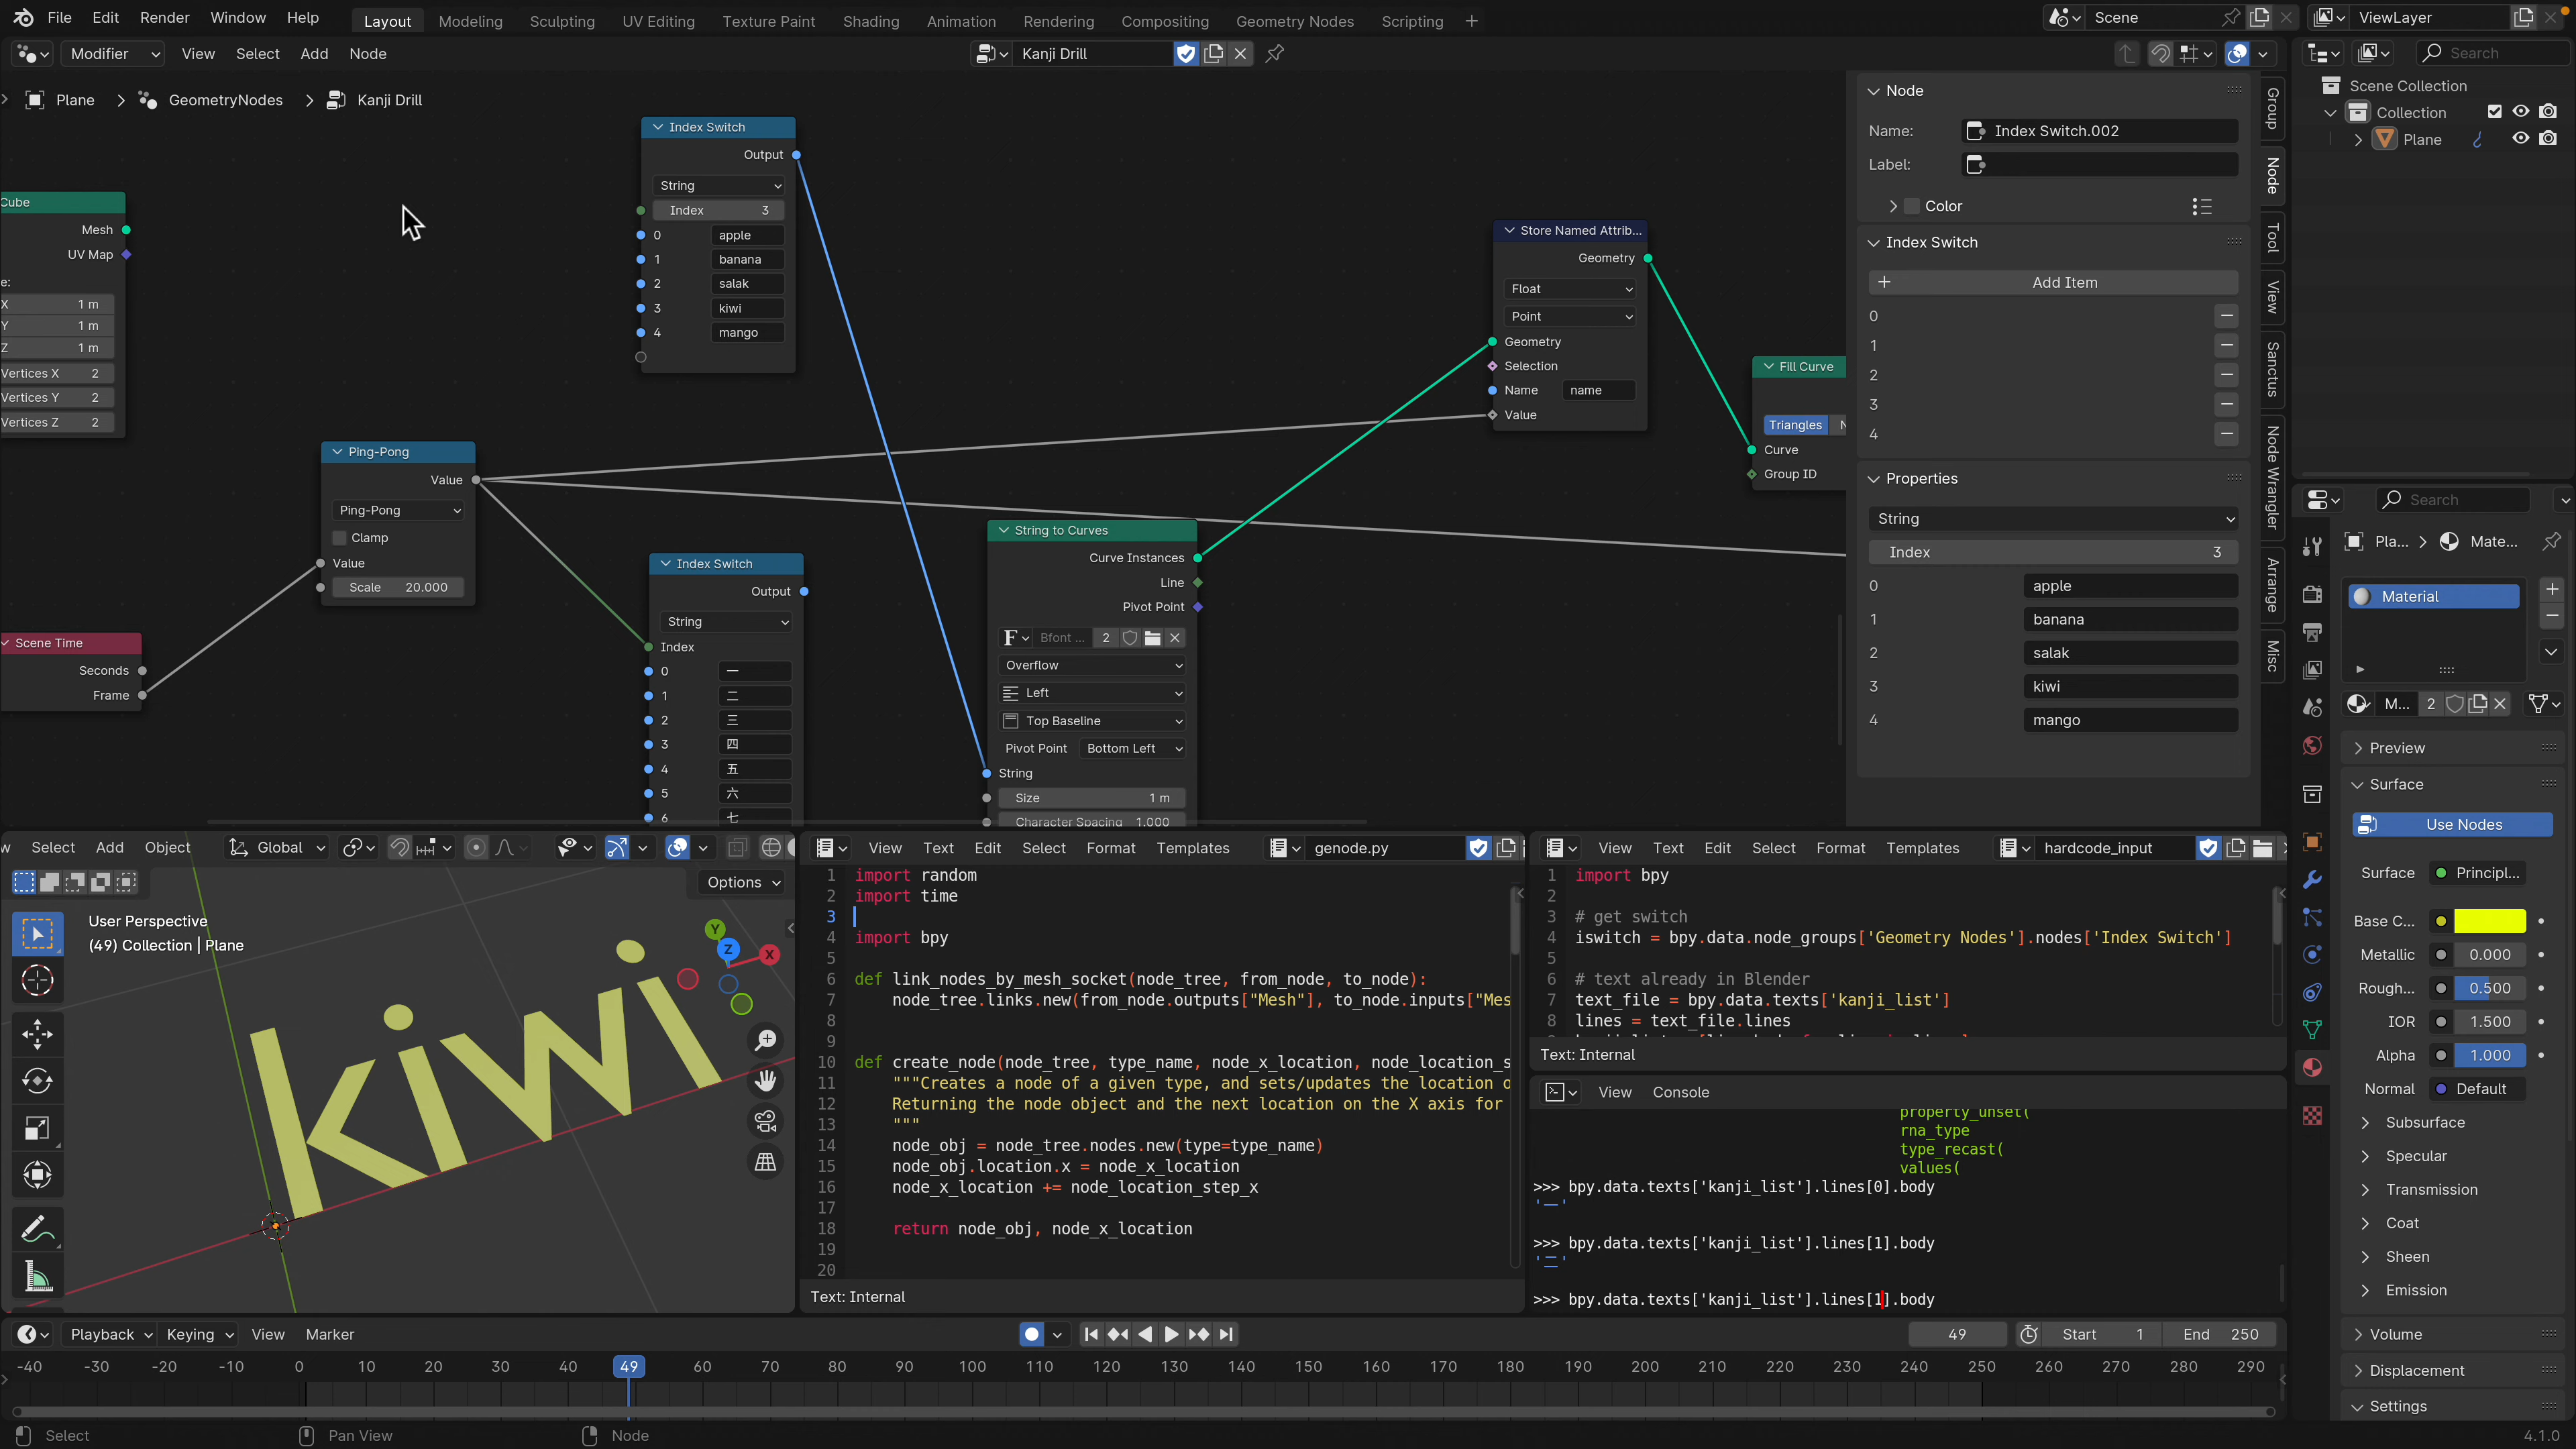 File Edit Render Window Help Layout Modeling Sculpting UV Editing Texture Paint Shading Animation Rendering Compositing Geometry Nodes Scripting + Scene ViewLayer
Modifier View Select Add Node Kanji Drill Search
Plane > GeometryNodes > Kanji Drill
Index Switch
Output
String
Index 3
0 apple
1 banana
2 salak
3 kiwi
4 mango
Cube
Mesh
UV Map
e:
X 1 m
Y 1 m
Z 1 m
Vertices X 2
Vertices Y 2
Vertices Z 2
Ping-Pong
Value
Ping-Pong
Clamp
Value
Scale 20.000
Scene Time
Seconds
Frame
Index Switch
Output
String
Index
0 一
1 二
2 三
3 四
4 五
5 六
6 七
String to Curves
Curve Instances
Line
Pivot Point
Bfont ... 2
Overflow
Left
Top Baseline
Pivot Point Bottom Left
String
Size 1 m
Character Spacing 1.000
Store Named Attrib...
Geometry
Float
Point
Geometry
Selection
Name name
Value
Fill Curve
Triangles N
Curve
Group ID
Node
Name: Index Switch.002
Label:
Color
Index Switch
+ Add Item
0
1
2
3
4
Properties
String
Index 3
0 apple
1 banana
2 salak
3 kiwi
4 mango
Group
Node
Tool
View
Sanctus
Node Wrangler
Arrange
Misc
Scene Collection
Collection
Plane
Search
Pla... > Mate...
Material
M... 2
Preview
Surface
Use Nodes
Surface Principl...
Base C...
Metallic 0.000
Rough... 0.500
IOR 1.500
Alpha 1.000
Normal Default
Subsurface
Specular
Transmission
Coat
Sheen
Emission
Volume
Displacement
Settings
w Select Add Object Global
Options
User Perspective
(49) Collection | Plane
Y
Z
X
kiwi
View Text Edit Select Format Templates genode.py
1 import random
2 import time
3
4 import bpy
5
6 def link_nodes_by_mesh_socket(node_tree, from_node, to_node):
7 node_tree.links.new(from_node.outputs["Mesh"], to_node.inputs["Mes
8
9
10 def create_node(node_tree, type_name, node_x_location, node_location_s
11 """Creates a node of a given type, and sets/updates the location o
12 Returning the node object and the next location on the X axis for
13 """
14 node_obj = node_tree.nodes.new(type=type_name)
15 node_obj.location.x = node_x_location
16 node_x_location += node_location_step_x
17
18 return node_obj, node_x_location
19
20
Text: Internal
View Text Edit Select Format Templates hardcode_input
1 import bpy
2
3 # get switch
4 iswitch = bpy.data.node_groups['Geometry Nodes'].nodes['Index Switch']
5
6 # text already in Blender
7 text_file = bpy.data.texts['kanji_list']
8 lines = text_file.lines
Text: Internal
View Console
property_unset(
rna_type
type_recast(
values(
>>> bpy.data.texts['kanji_list'].lines[0].body
'一'
>>> bpy.data.texts['kanji_list'].lines[1].body
'二'
>>> bpy.data.texts['kanji_list'].lines[1].body
Playback Keying View Marker 49 Start 1 End 250
-40 -30 -20 -10 0 10 20 30 40 49 60 70 80 90 100 110 120 130 140 150 160 170 180 190 200 210 220 230 240 250 260 270 280 290
Select Pan View Node 4.1.0